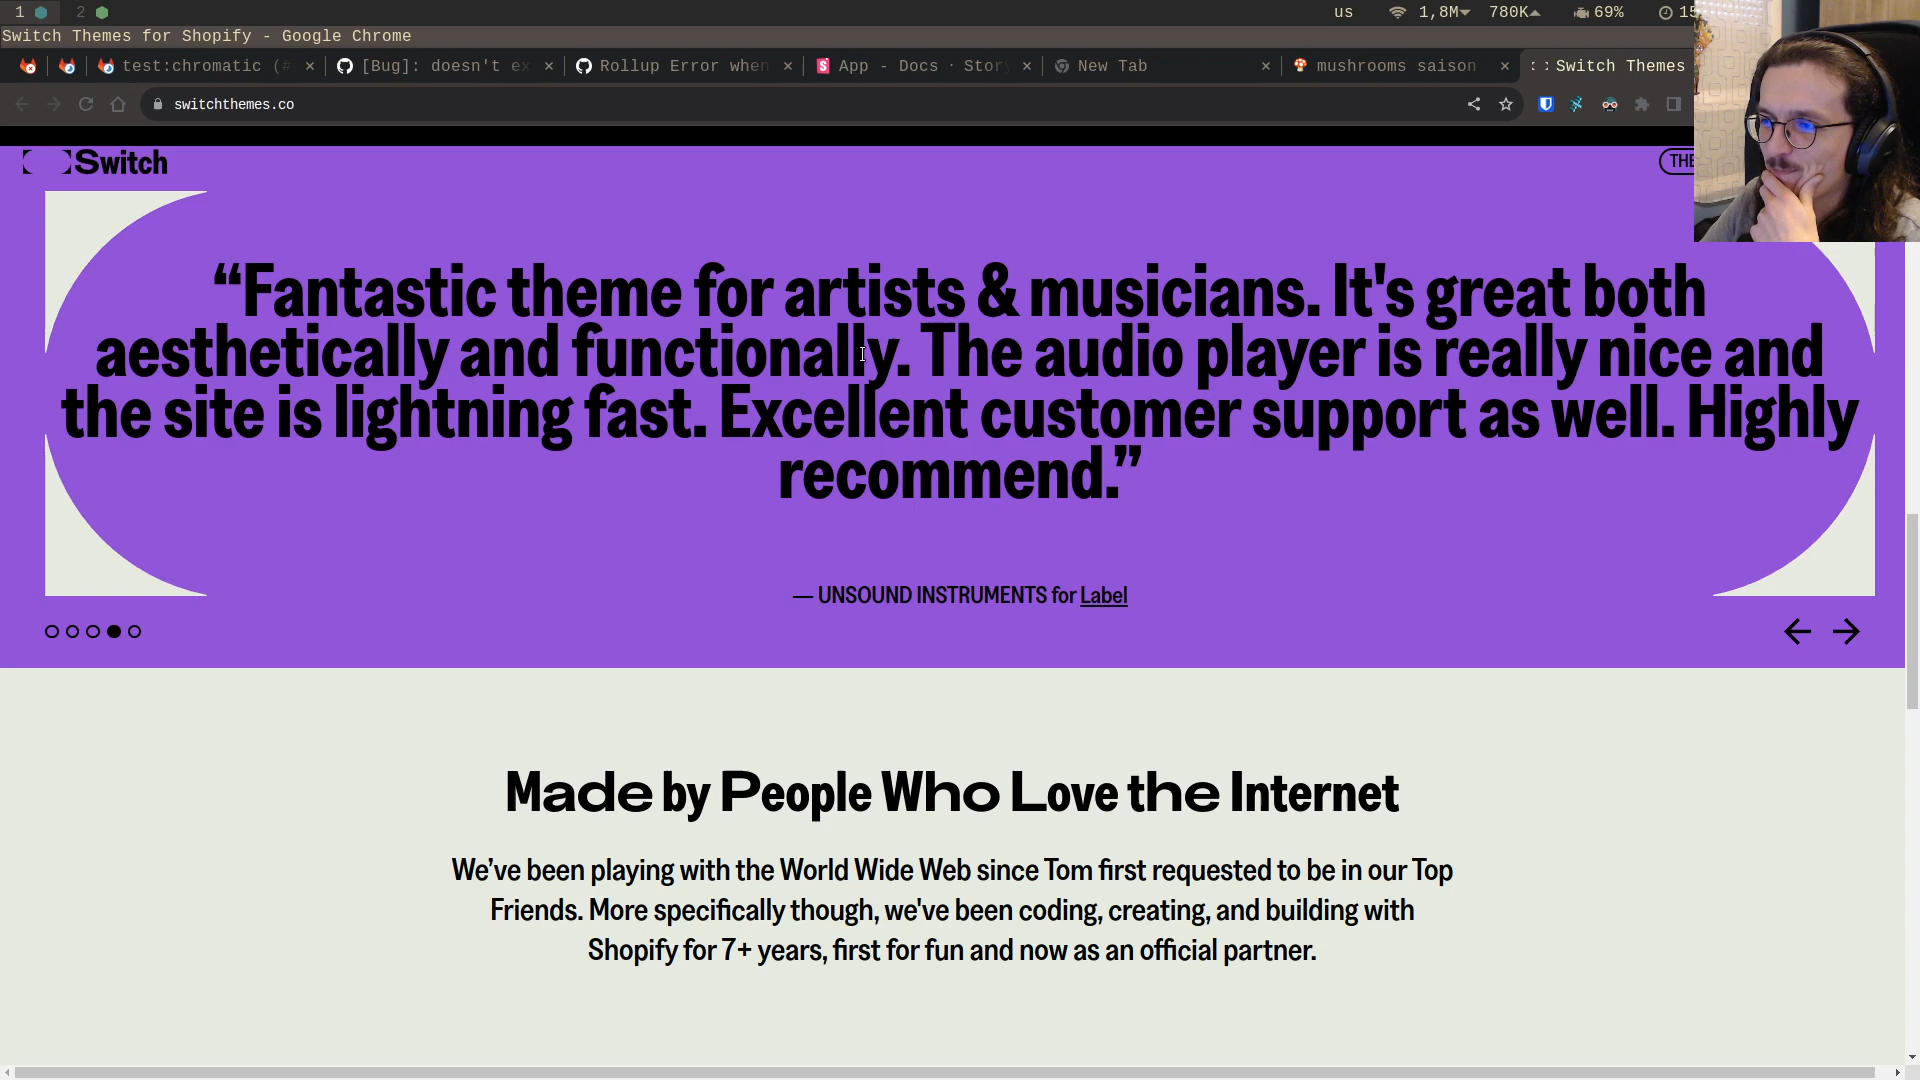 1 2 us 1,8M 780K 69% 15
Switch Themes for Shopify - Google Chrome
test:chromatic (# [Bug]: doesn't ex Rollup Error when App - Docs · Story New Tab mushrooms saison Switch Themes
switchthemes.co
Switch THE
“Fantastic theme for artists & musicians. It's great both
aesthetically and functionally. The audio player is really nice and
the site is lightning fast. Excellent customer support as well. Highly
recommend.”
— UNSOUND INSTRUMENTS for Label
Made by People Who Love the Internet
We’ve been playing with the World Wide Web since Tom first requested to be in our Top
Friends. More specifically though, we've been coding, creating, and building with
Shopify for 7+ years, first for fun and now as an official partner.